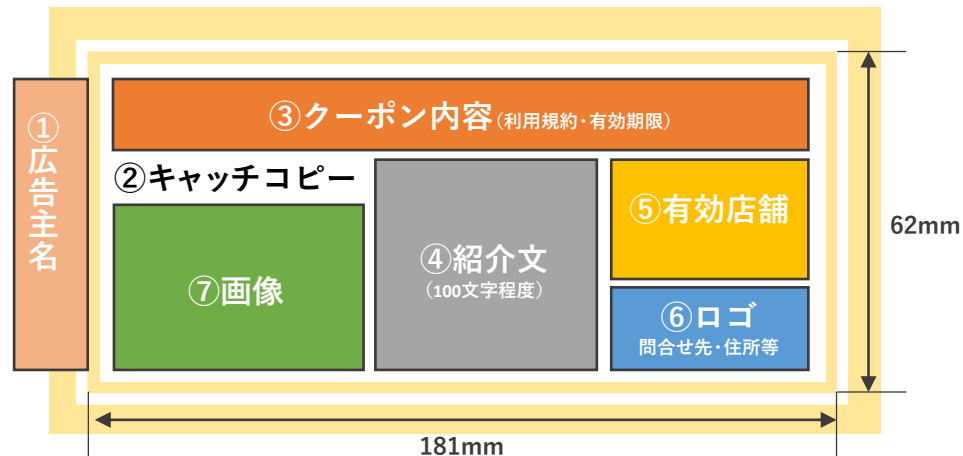 ①広告主名
③クーポン内容(利用規約・有効期限)
②キャッチコピー
⑦画像
④紹介文
(100文字程度)
⑤有効店舗
⑥ロゴ
問合せ先・住所等
62mm
181mm